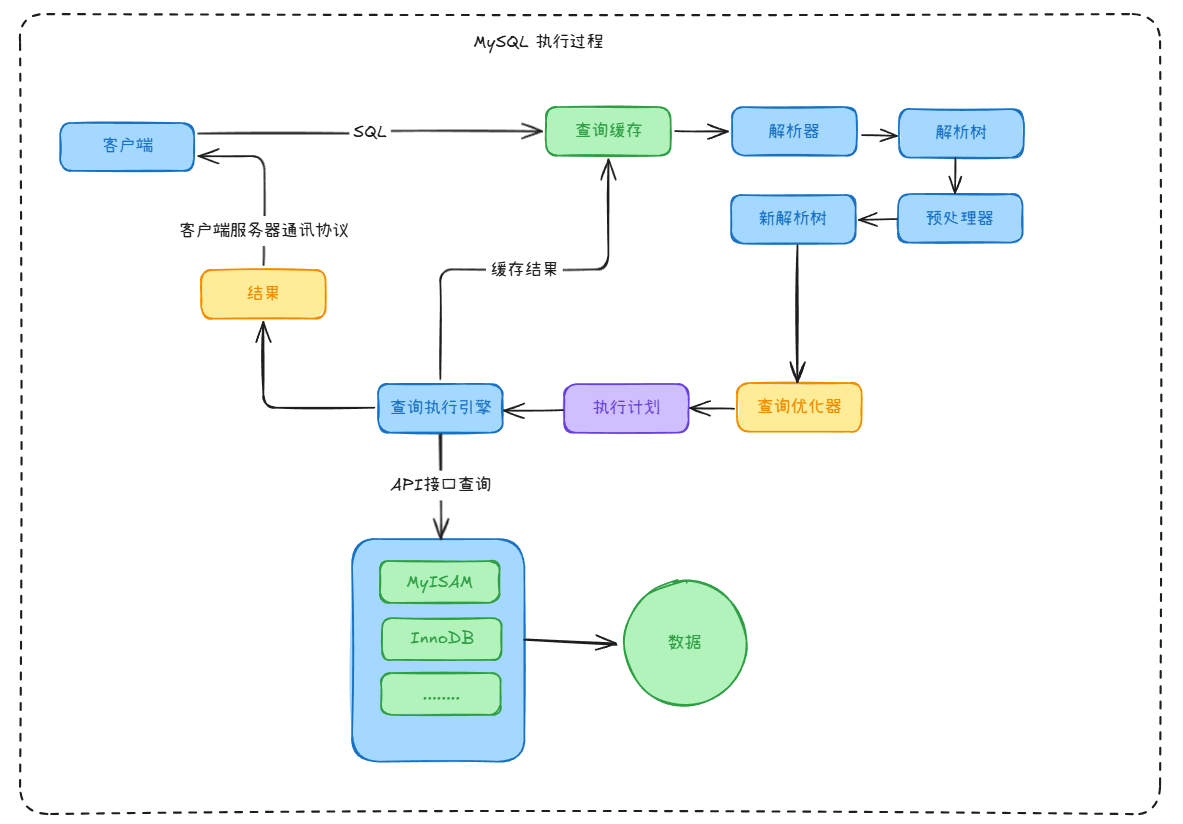 MySQL 执行过程
客户端
SQL
查询缓存
解析器
解析树
新解析树
预处理器
客户端服务器通讯协议
缓存结果
结果
查询执行引擎
执行计划
查询优化器
API接口查询
MyISAM
InnoDB
........
数据